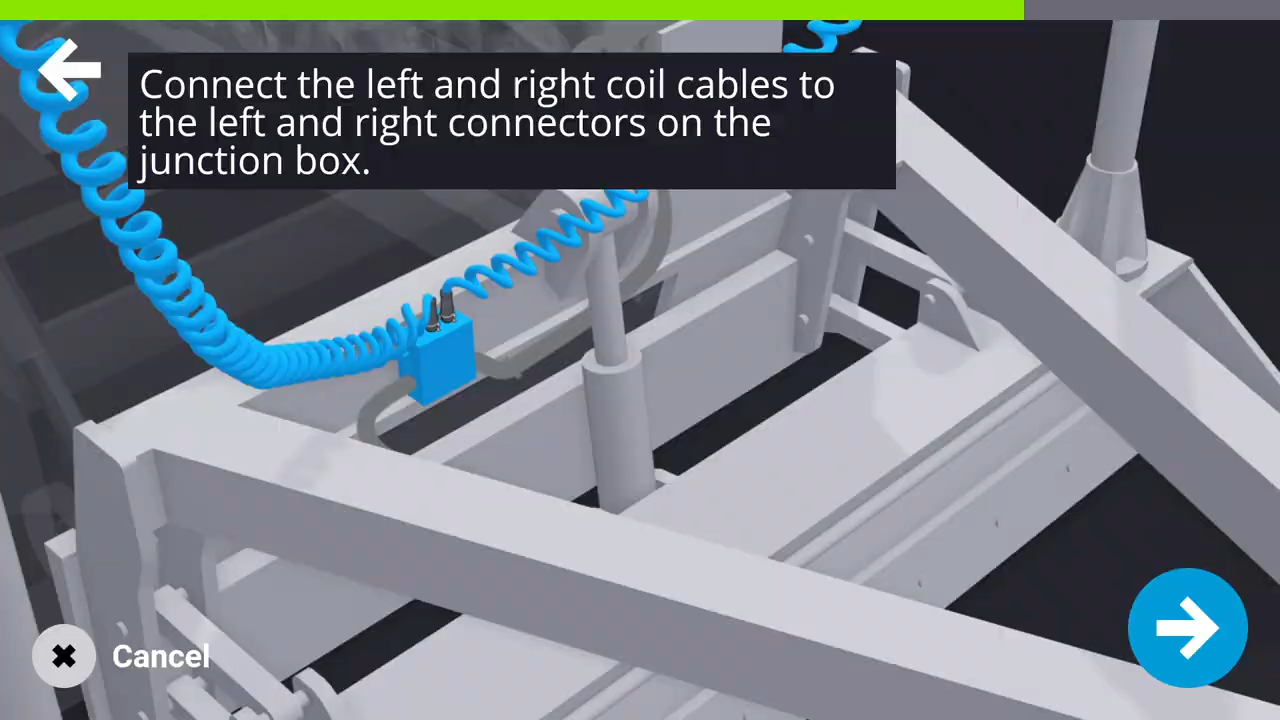 Connect the left and right coil cables to
the left and right connectors on the
junction box.
Cancel